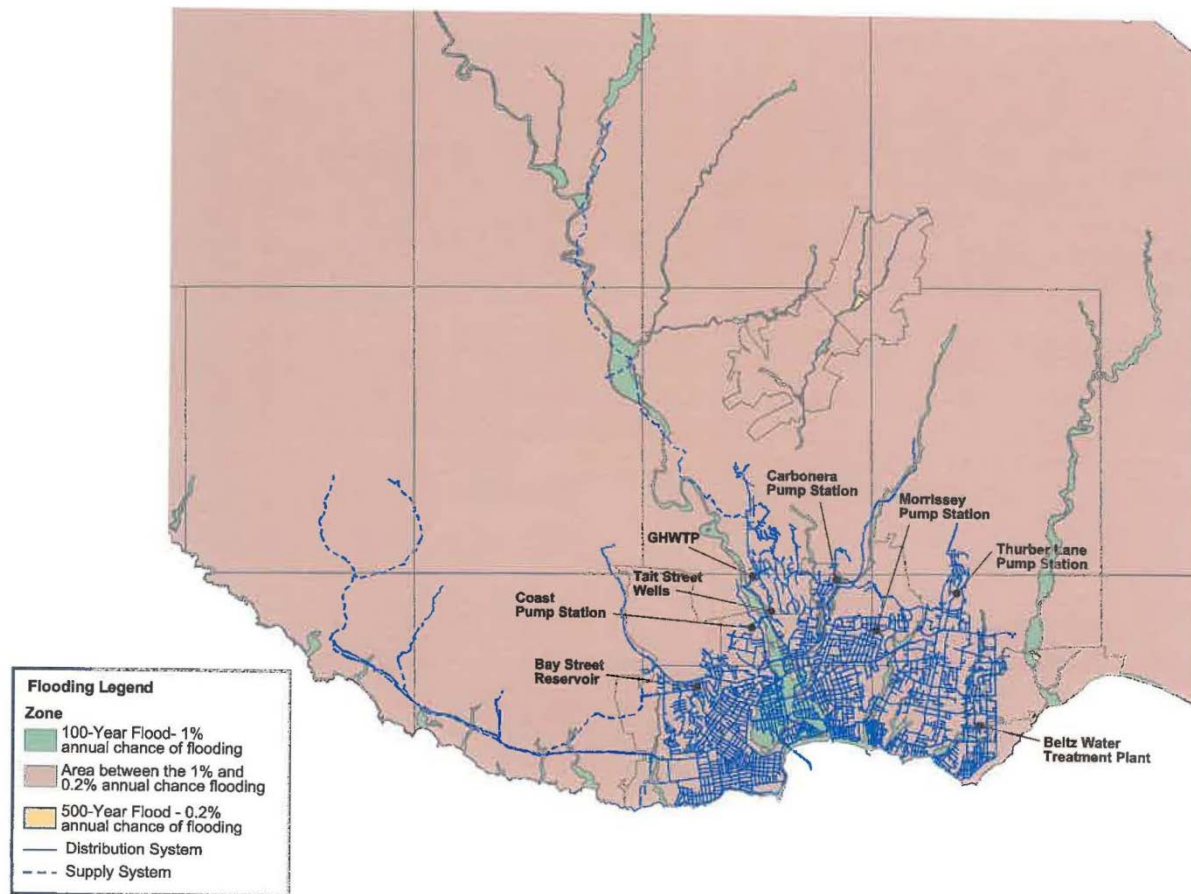 Carbonera
Pump Station
Morrissey
Pump Station
GHWTP
Thurber Lane
Pump Station
Tait Street
Wells
Coast
Pump Station
Bay Street
Reservoir
Beltz Water
Treatment Plant
Flooding Legend
Zone
100-Year Flood- 1%
annual chance of flooding
Area between the 1% and
0.2% annual chance flooding
500-Year Flood - 0.2%
annual chance of flooding
Distribution System
Supply System